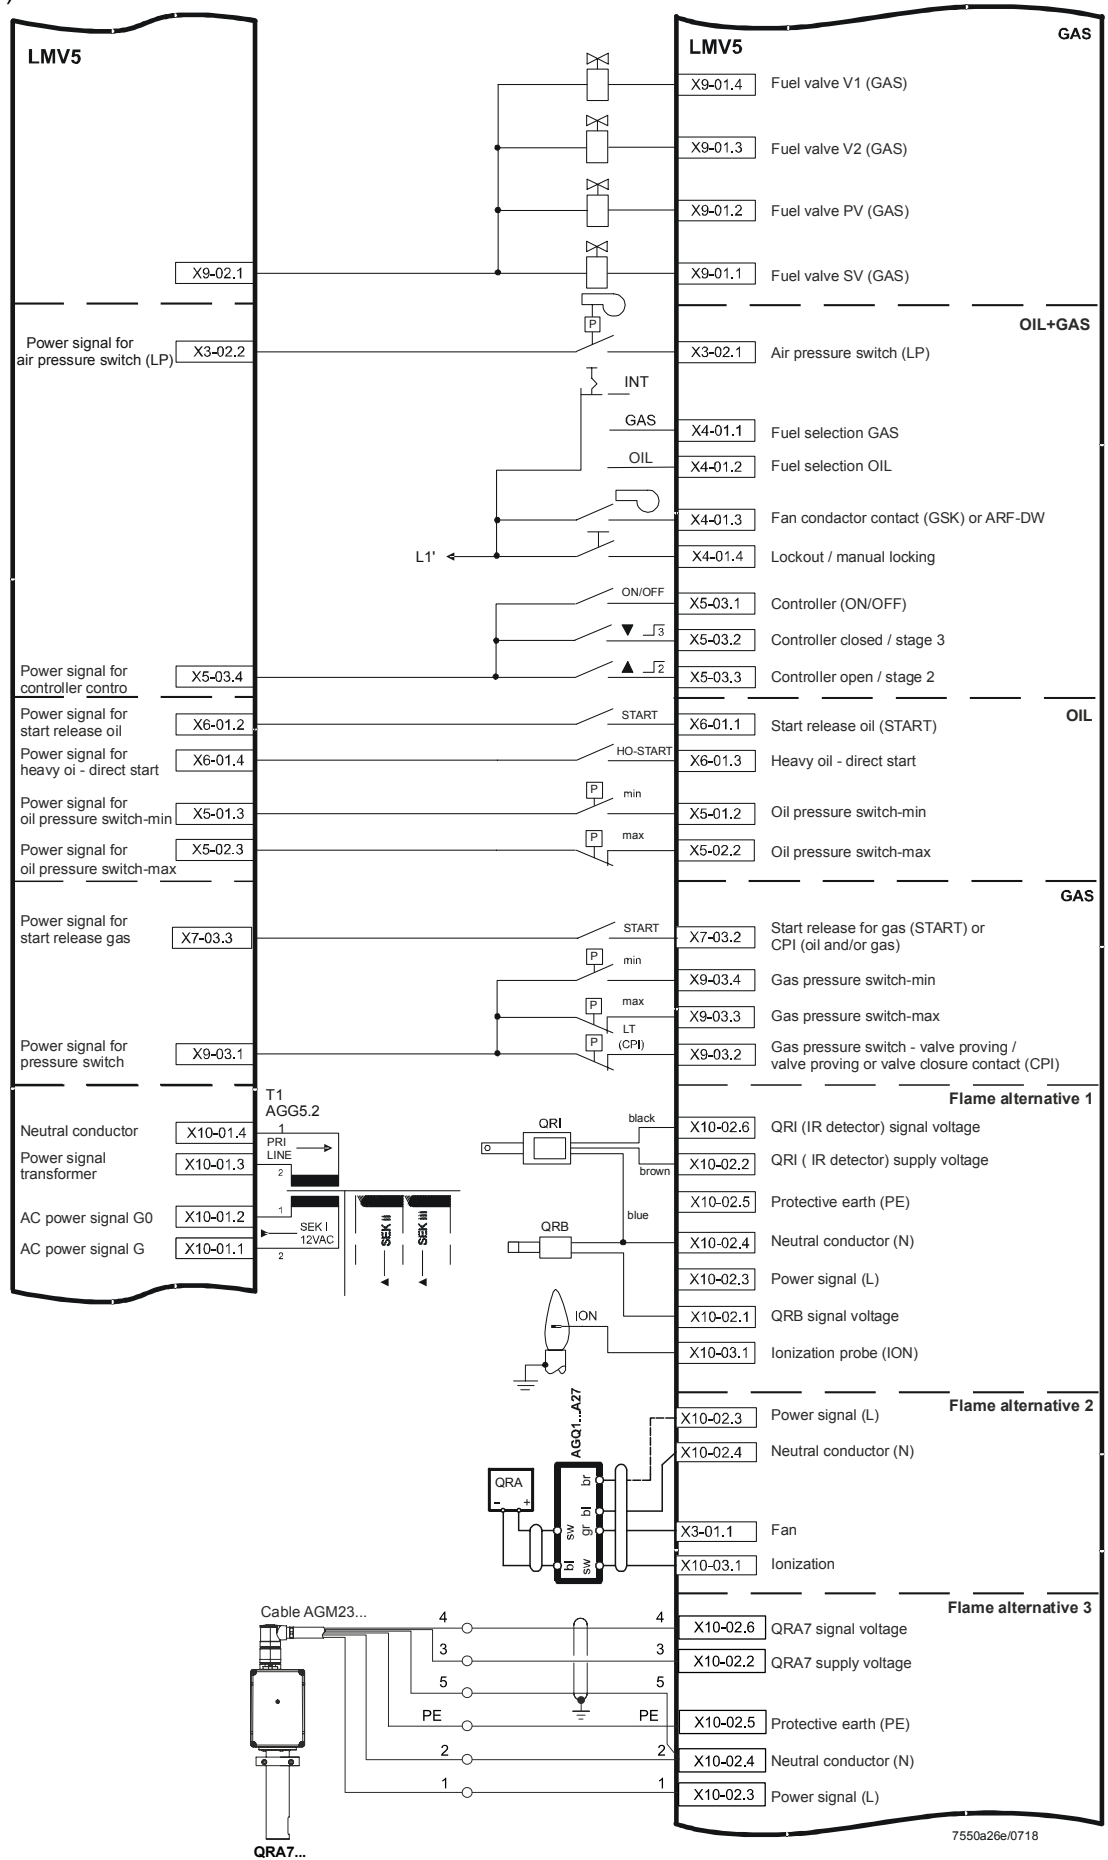 )
LMV5
LMV5
GAS
X9-01.4 Fuel valve V1 (GAS)
X9-01.3 Fuel valve V2 (GAS)
X9-01.2 Fuel valve PV (GAS)
X9-02.1
X9-01.1 Fuel valve SV (GAS)
OIL+GAS
Power signal for
air pressure switch (LP)
X3-02.2
P
X3-02.1 Air pressure switch (LP)
INT
GAS
X4-01.1 Fuel selection GAS
OIL
X4-01.2 Fuel selection OIL
X4-01.3 Fan condactor contact (GSK) or ARF-DW
L1'
X4-01.4 Lockout / manual locking
ON/OFF
X5-03.1 Controller (ON/OFF)
3
X5-03.2 Controller closed / stage 3
Power signal for
controller contro
X5-03.4
2
X5-03.3 Controller open / stage 2
OIL
Power signal for
start release oil
X6-01.2
START
X6-01.1 Start release oil (START)
Power signal for
heavy oi - direct start
X6-01.4
HO-START
X6-01.3 Heavy oil - direct start
Power signal for
oil pressure switch-min
X5-01.3
P min
X5-01.2 Oil pressure switch-min
Power signal for
oil pressure switch-max
X5-02.3
P max
X5-02.2 Oil pressure switch-max
GAS
Power signal for
start release gas
X7-03.3
START
X7-03.2 Start release for gas (START) or
CPI (oil and/or gas)
P min
X9-03.4 Gas pressure switch-min
P max
X9-03.3 Gas pressure switch-max
Power signal for
pressure switch
X9-03.1
P LT
(CPI)
X9-03.2 Gas pressure switch - valve proving /
valve proving or valve closure contact (CPI)
Flame alternative 1
T1
AGG5.2
Neutral conductor X10-01.4
1
PRI
LINE
Power signal
transformer
X10-01.3
2
AC power signal G0 X10-01.2
1
SEK I
12VAC
AC power signal G X10-01.1
2
SEK II
SEK III
QRI
black
X10-02.6 QRI (IR detector) signal voltage
brown
X10-02.2 QRI ( IR detector) supply voltage
X10-02.5 Protective earth (PE)
blue
QRB
X10-02.4 Neutral conductor (N)
X10-02.3 Power signal (L)
X10-02.1 QRB signal voltage
ION
X10-03.1 Ionization probe (ION)
Flame alternative 2
AGQ1...A27
X10-02.3 Power signal (L)
X10-02.4 Neutral conductor (N)
QRA
- +
br
bl
sw gr
bl sw
X3-01.1 Fan
X10-03.1 Ionization
Flame alternative 3
Cable AGM23...
4 4 X10-02.6 QRA7 signal voltage
3 3 X10-02.2 QRA7 supply voltage
5 5
PE PE X10-02.5 Protective earth (PE)
2 2 X10-02.4 Neutral conductor (N)
1 1 X10-02.3 Power signal (L)
7550a26e/0718
QRA7...